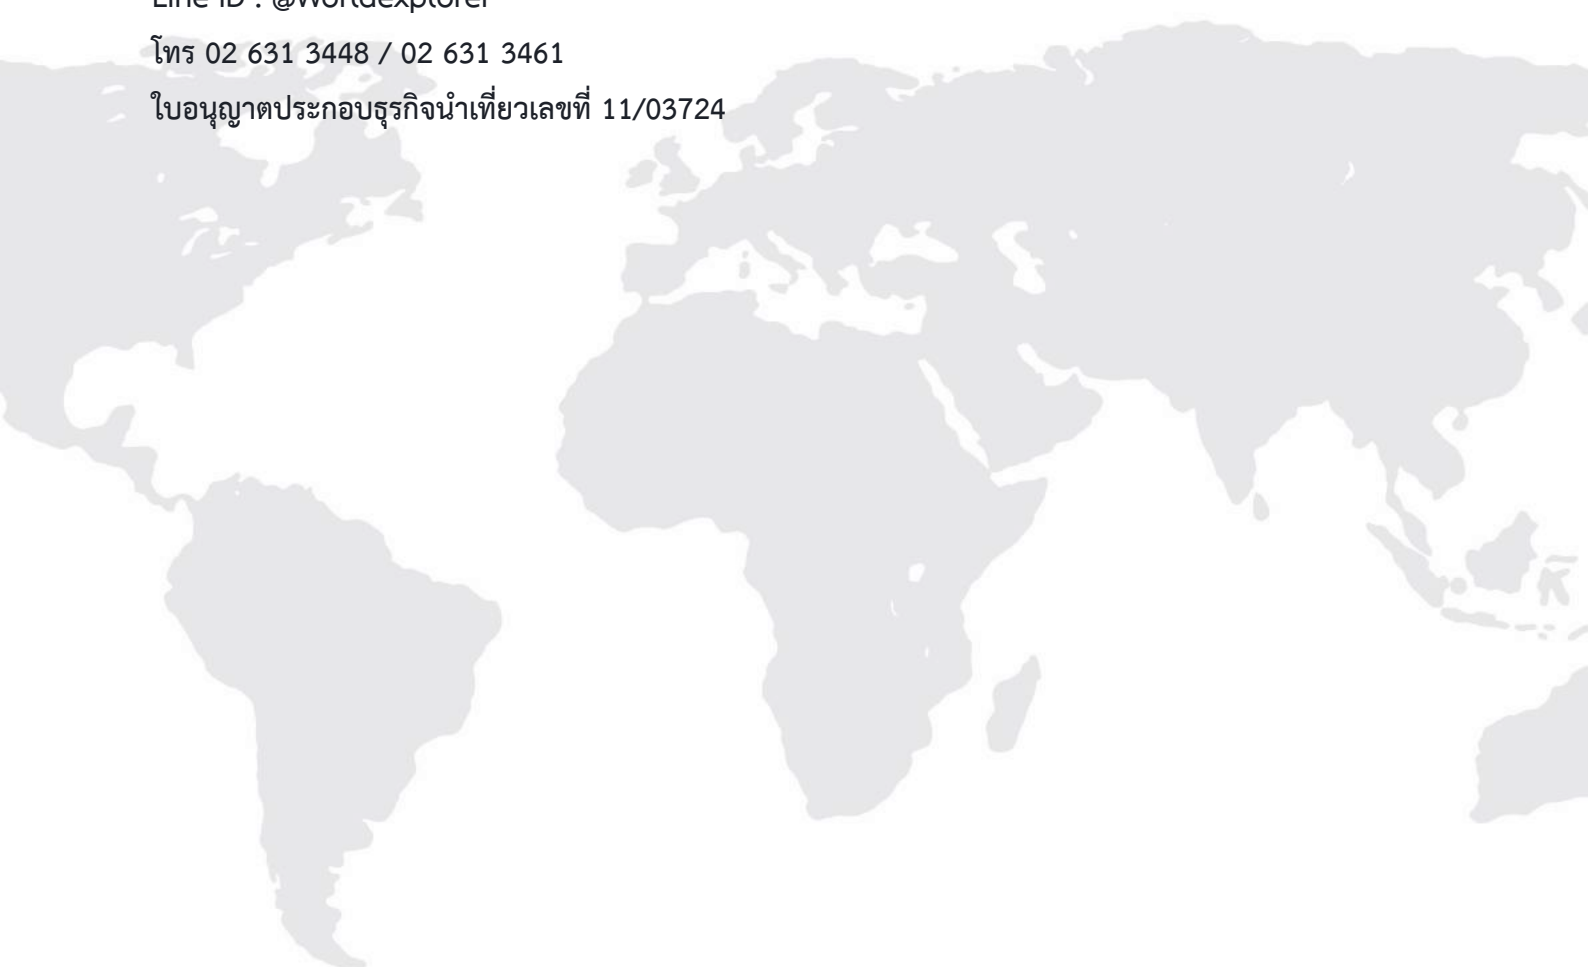 Line ID : @Worldexplorer
โทร 02 631 3448 / 02 631 3461
ใบอนุญาตประกอบธุรกิจนำเที่ยวเลขที่ 11/03724